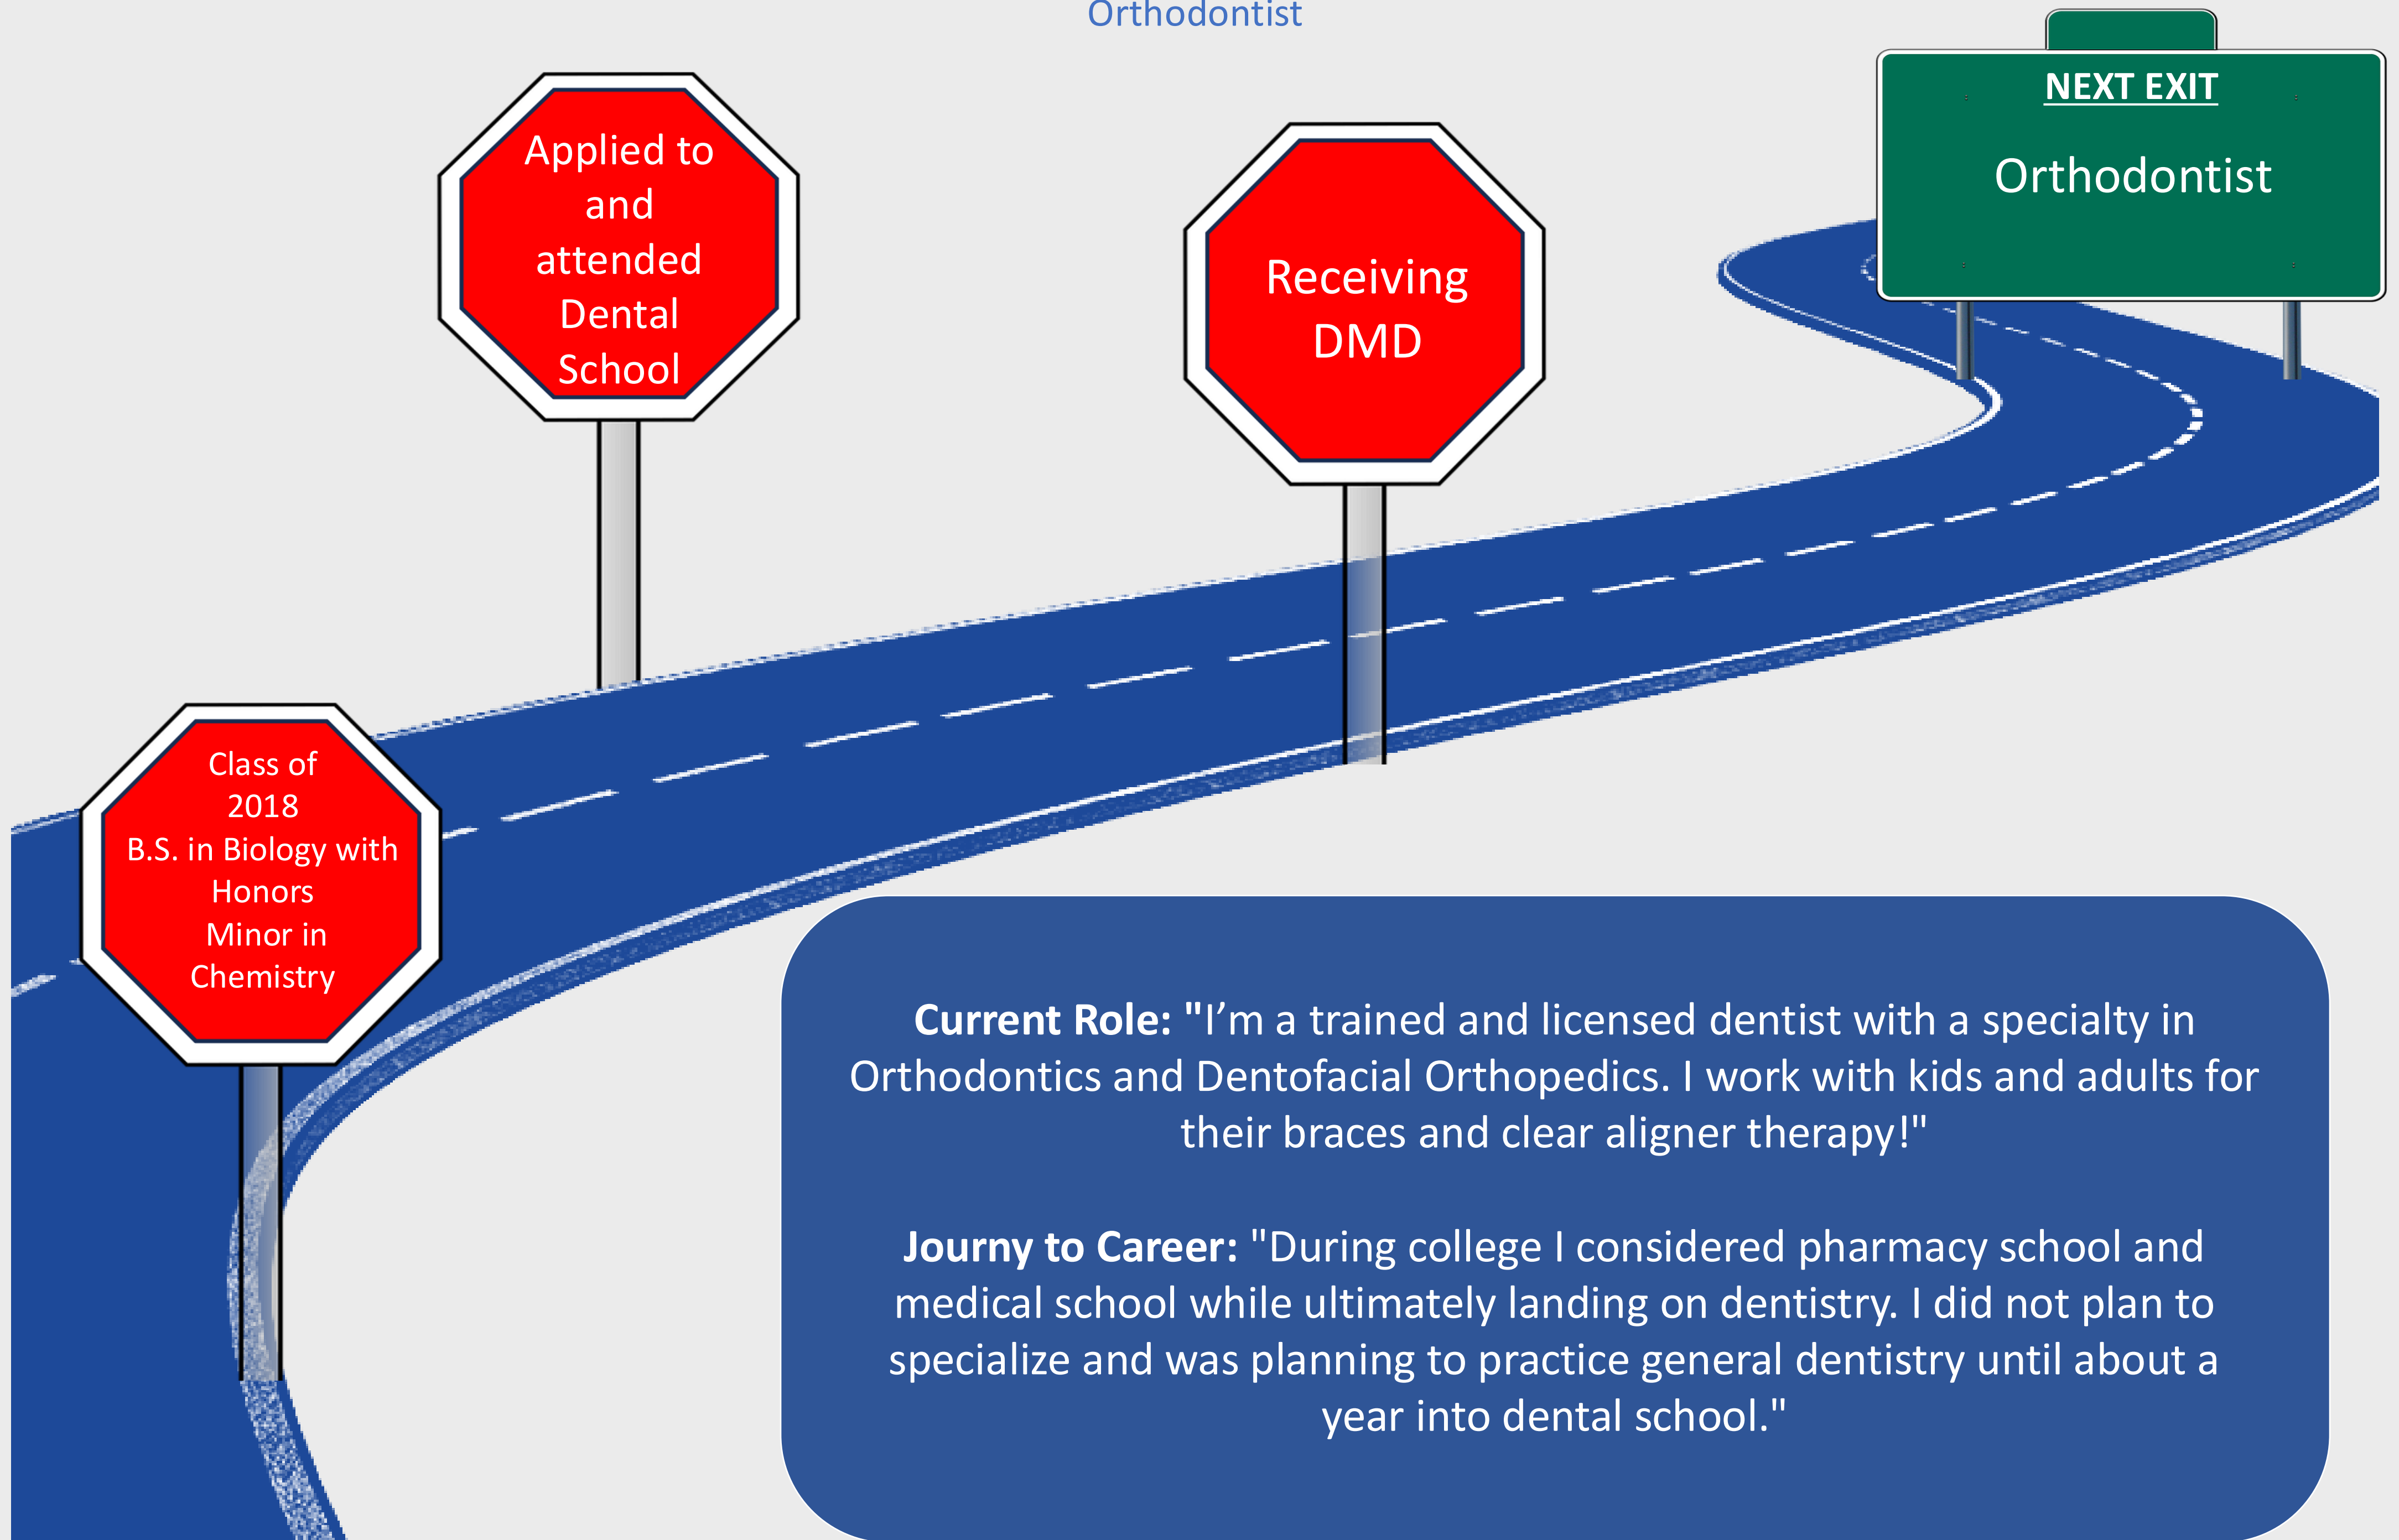 Orthodontist
NEXT EXIT
Orthodontist
Applied to
and
attended
Dental
School
Receiving
DMD
Class of
2018
B.S. in Biology with
Honors
Minor in
Chemistry
Current Role: "I’m a trained and licensed dentist with a specialty in
Orthodontics and Dentofacial Orthopedics. I work with kids and adults for
their braces and clear aligner therapy!"
Journy to Career: "During college I considered pharmacy school and
medical school while ultimately landing on dentistry. I did not plan to
specialize and was planning to practice general dentistry until about a
year into dental school."